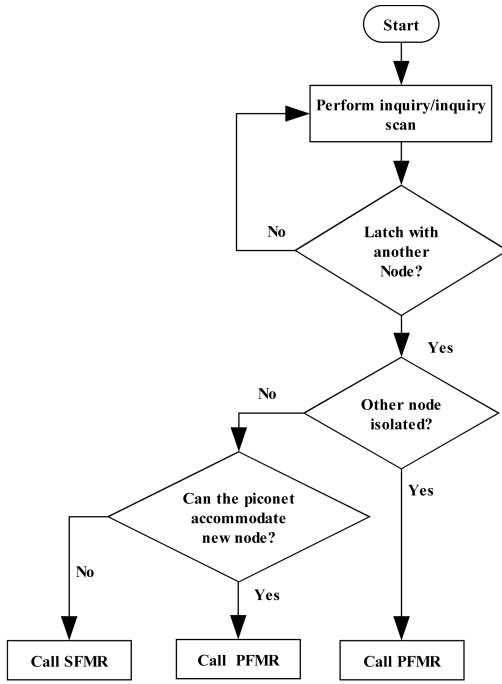 Start
Perform inquiry/inquiry
scan
No
Latch with
another
Node?
Yes
No
Other node
isolated?
Yes
Can the piconet
accommodate
new node?
No
Yes
Call SFMR
Call PFMR
Call PFMR